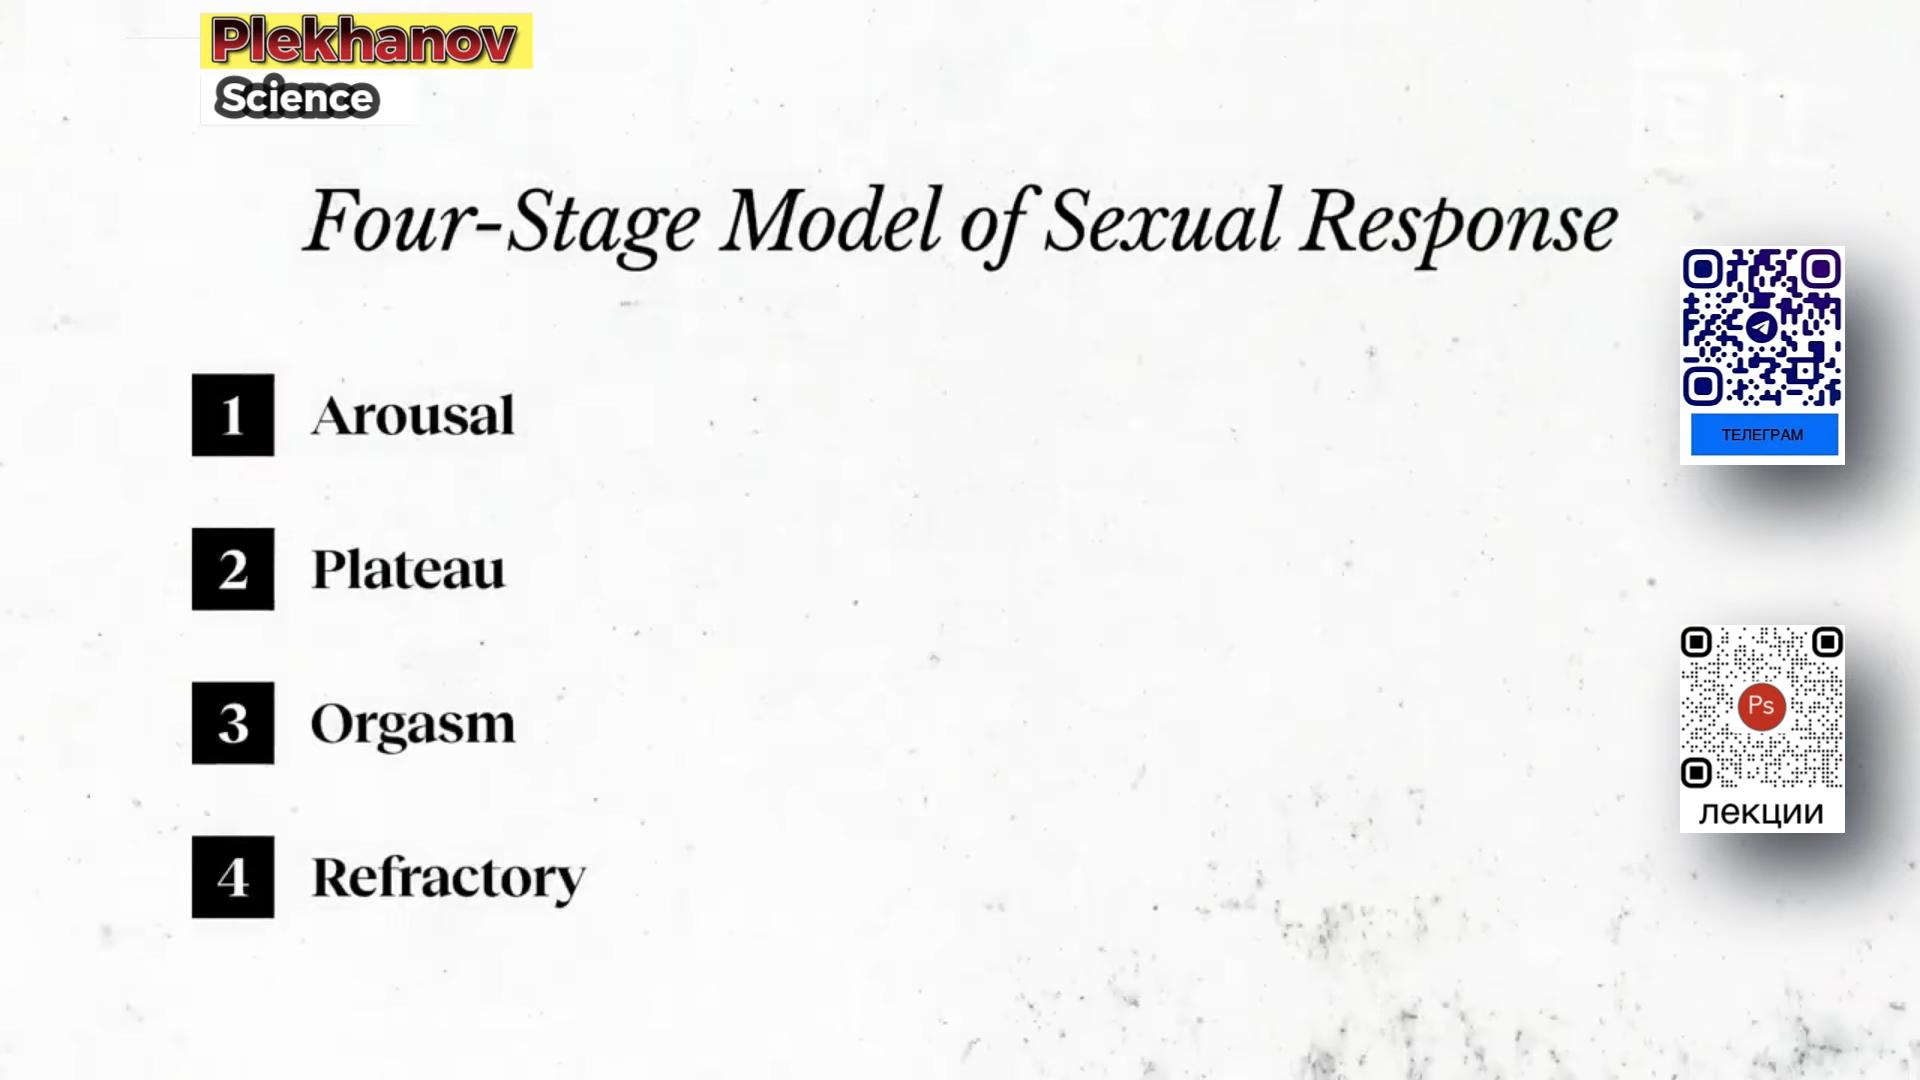 Plekhanov
Science
Four-Stage Model of Sexual Response
1 Arousal
2 Plateau
3 Orgasm
4 Refractory
ТЕЛЕГРАМ
Ps
лекции